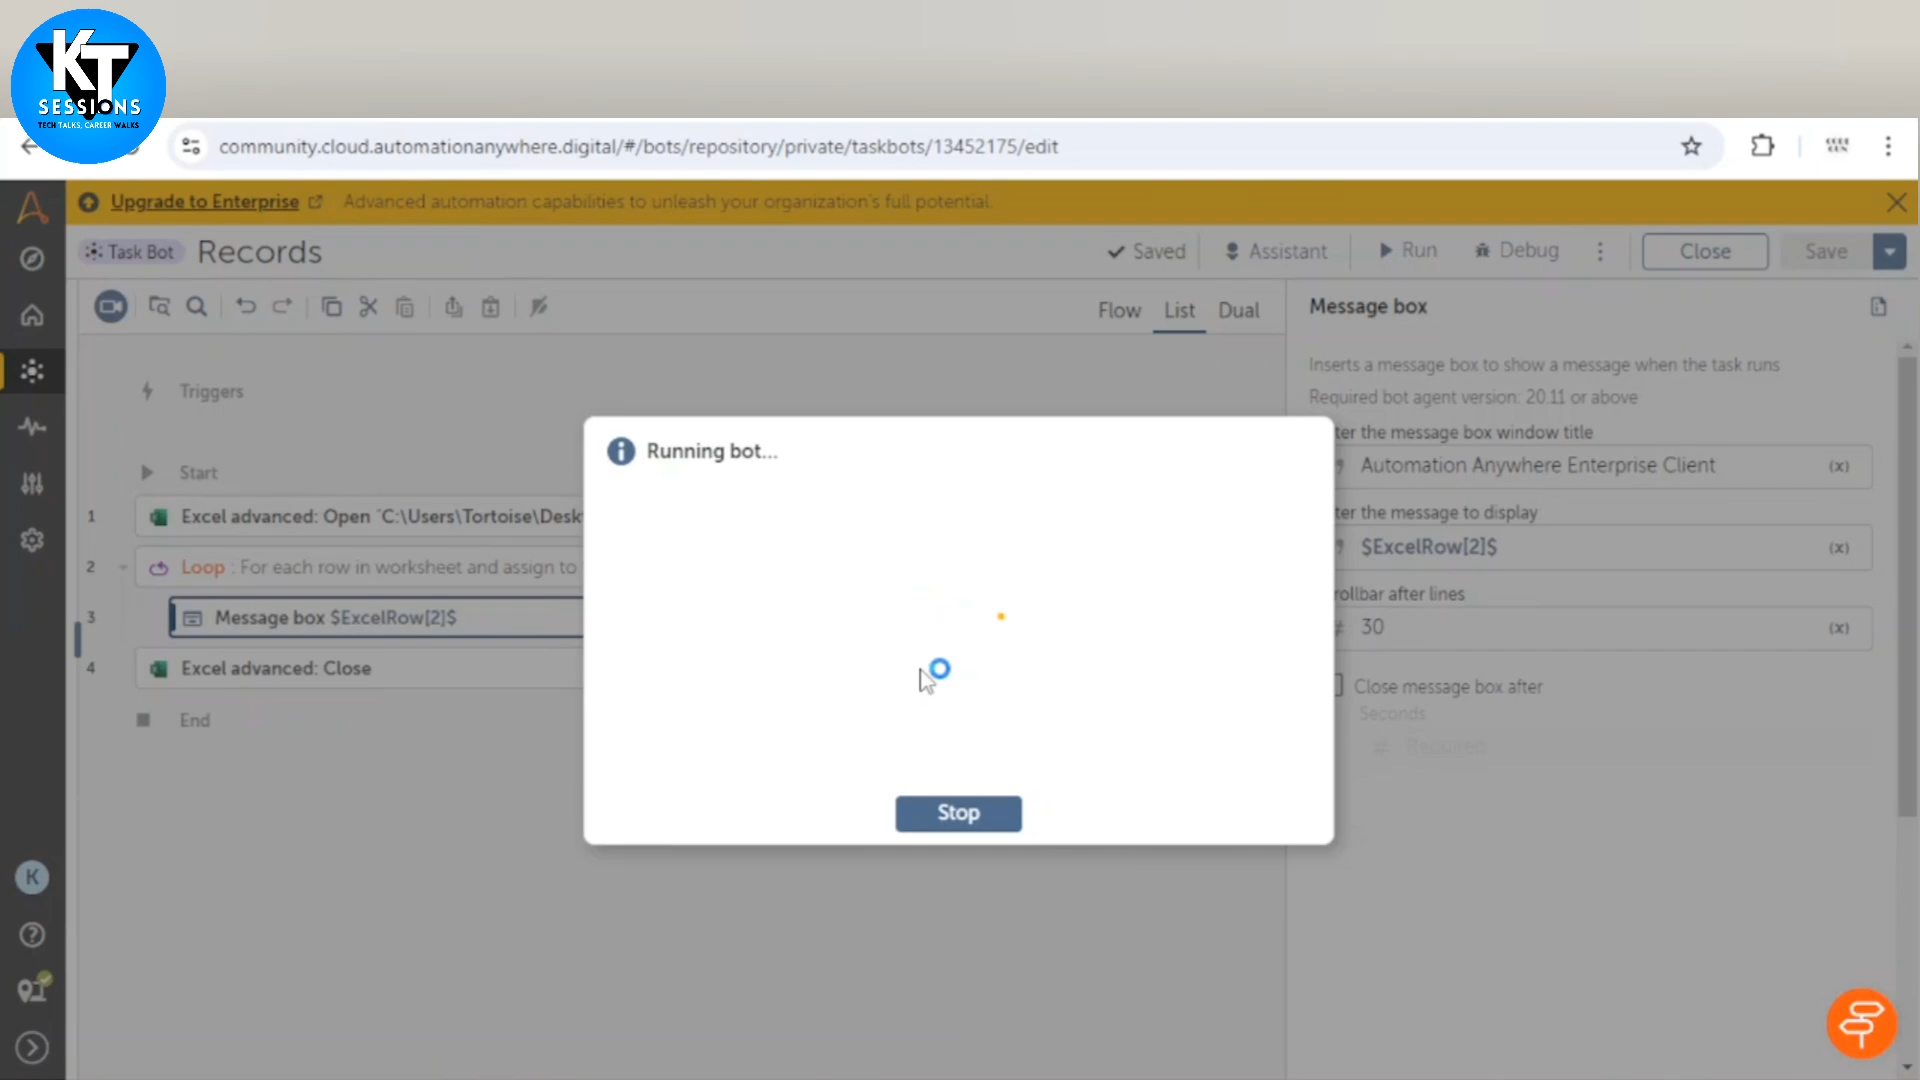 KT
SESSIONS
TECH TALKS, CAREER WALKS
community.cloud.automationanywhere.digital/#/bots/repository/private/taskbots/13452175/edit
Upgrade to Enterprise Advanced automation capabilities to unleash your organization's full potential.
Task Bot Records Saved Assistant Run Debug Close Save
Flow List Dual
Message box
Inserts a message box to show a message when the task runs
Required bot agent version: 20.11 or above
Triggers
Running bot...
ter the message box window title
Automation Anywhere Enterprise Client (x)
Start
1 Excel advanced: Open "C:\Users\Tortoise\Desk
ter the message to display
$ExcelRow[2]$ (x)
2 Loop : For each row in worksheet and assign to
rollbar after lines
# 30 (x)
3 Message box $ExcelRow[2]$
4 Excel advanced: Close
Close message box after
Seconds
# Required
End
Stop
K